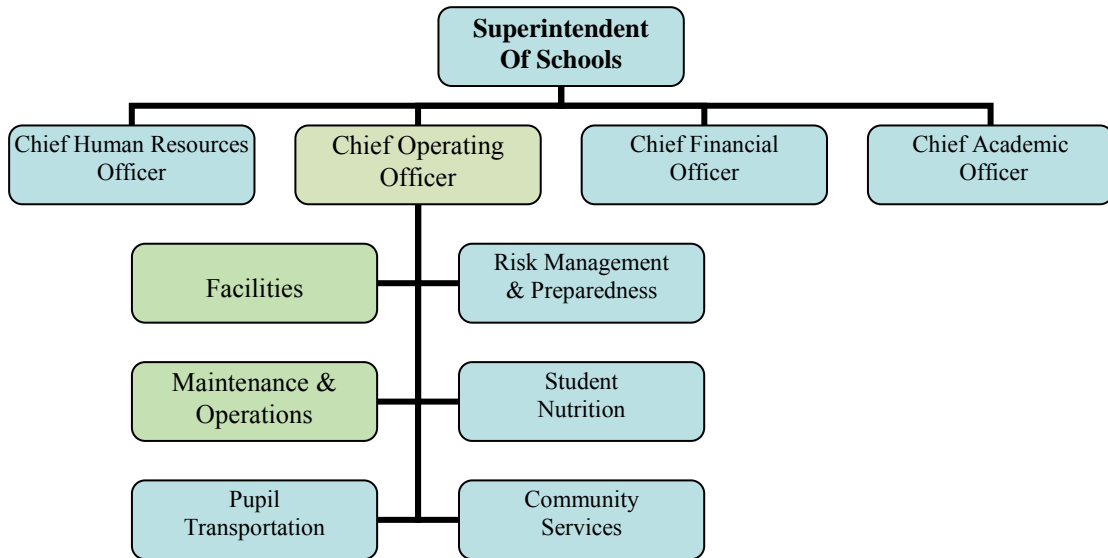 Superintendent
Of Schools
Chief Human Resources
Officer
Chief Operating
Officer
Chief Financial
Officer
Chief Academic
Officer
Facilities
Risk Management
& Preparedness
Maintenance &
Operations
Student
Nutrition
Pupil
Transportation
Community
Services